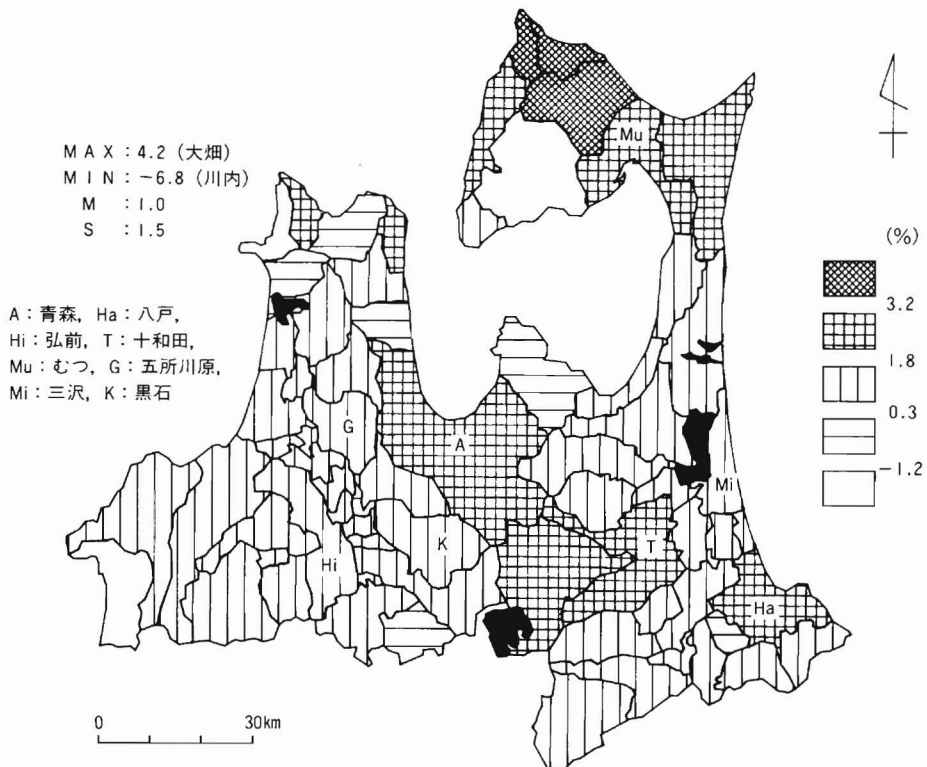 MAX:4.2(大畑)
MIN:-6.8(川内)
M :1.0
S :1.5
A:青森, Ha:八戸,
Hi:弘前, T:十和田,
Mu:むつ, G:五所川原,
Mi:三沢, K:黒石
Mu
G
A
K
Hi
T
Mi
Ha
(%)
3.2
1.8
0.3
-1.2
0 30km